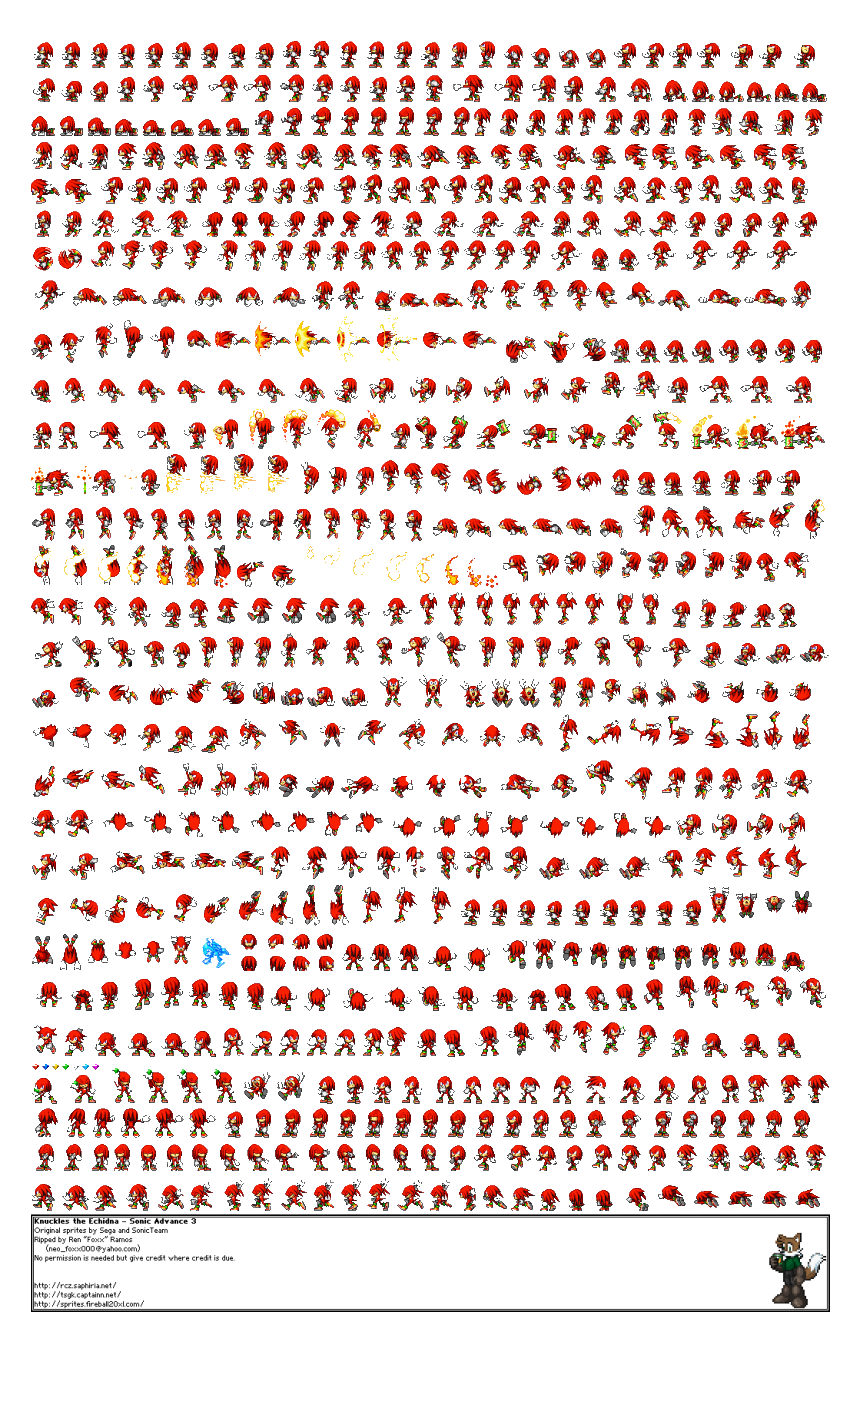 Knuckles the Echidna - Sonic Advance 3
Original sprites by Sega and SonicTeam
Ripped by Ren "Foxx" Ramos
(neo_foxx000@yahoo.com)
No permission is needed but give credit where credit is due.
http://rcz.saphiria.net/
http://tsgk.captainn.net/
http://sprites.fireball20xl.com/